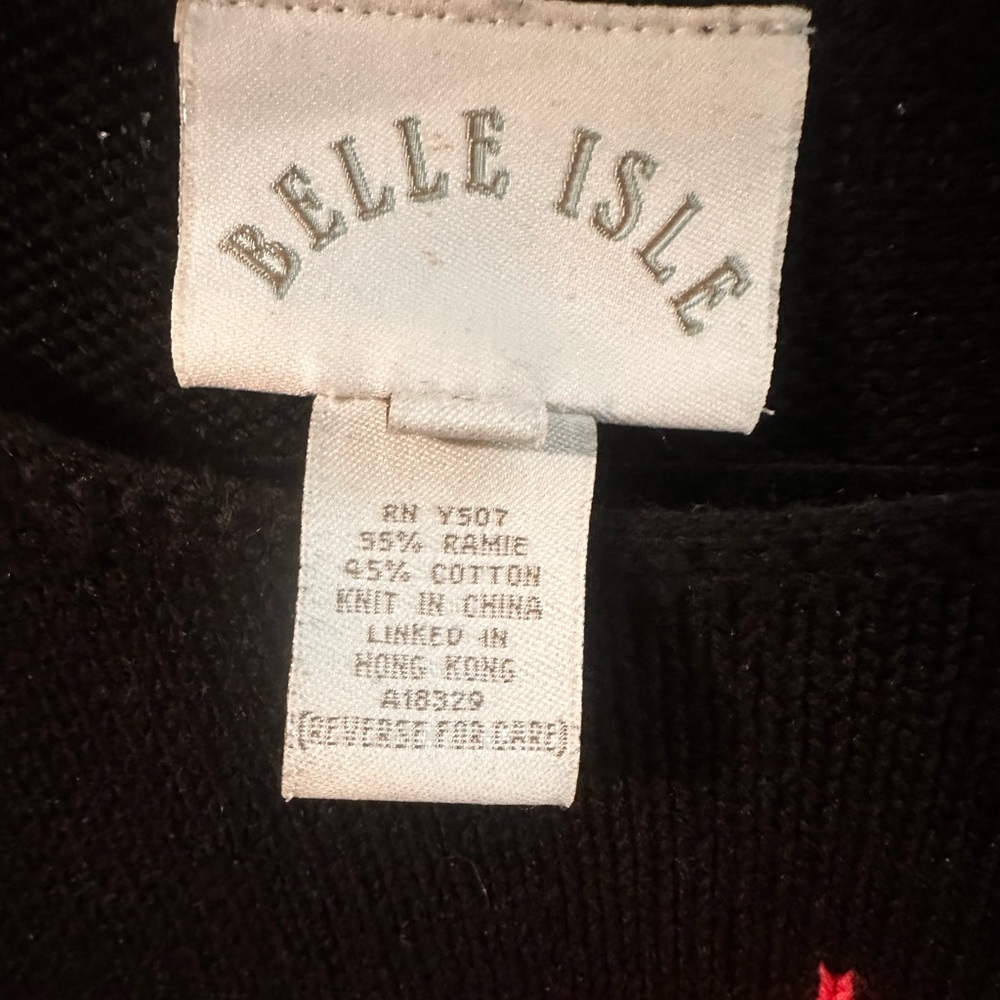 BELLE ISLE
RN Y507
55% RAMIE
45% COTTON
KNIT IN CHINA
LINKED IN
HONG KONG
A18329
(REVERSE FOR CARE)